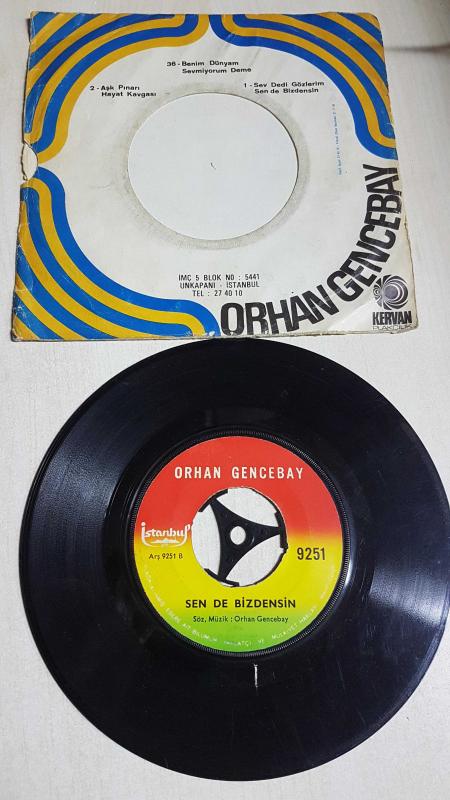 36 - Benim Dünyam
Sevmiyorum Deme
2 - Aşk Pınarı
Hayat Kavgası
1 - Sev Dedi Gözlerim
Sen de Bizdensin
İMÇ 5 BLOK NO : 5441
UNKAPANI - İSTANBUL
TEL : 27 40 10
ORHAN GENCEBAY
KERVAN
PLAKÇILIK
ORHAN GENCEBAY
İstanbul
Arş 9251 B
9251
SEN DE BİZDENSİN
Söz, Müzik : Orhan Gencebay